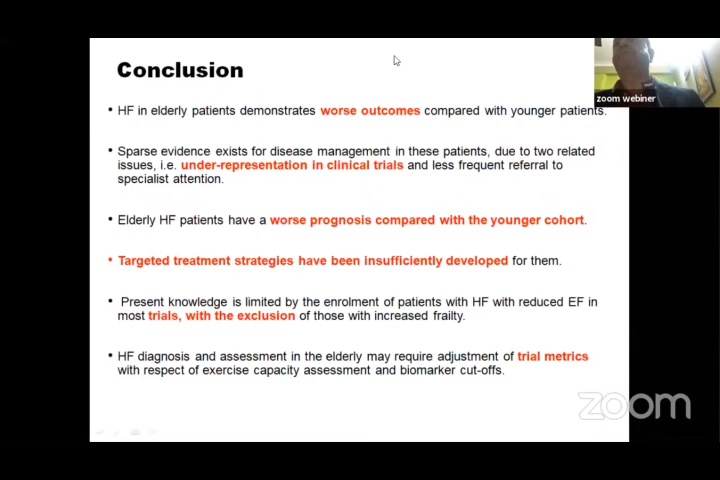 Conclusion
zoom webiner
• HF in elderly patients demonstrates worse outcomes compared with younger patients.
• Sparse evidence exists for disease management in these patients, due to two related
issues, i.e. under-representation in clinical trials and less frequent referral to
specialist attention.
• Elderly HF patients have a worse prognosis compared with the younger cohort.
• Targeted treatment strategies have been insufficiently developed for them.
• Present knowledge is limited by the enrolment of patients with HF with reduced EF in
most trials, with the exclusion of those with increased frailty.
• HF diagnosis and assessment in the elderly may require adjustment of trial metrics
with respect of exercise capacity assessment and biomarker cut-offs.
zoom